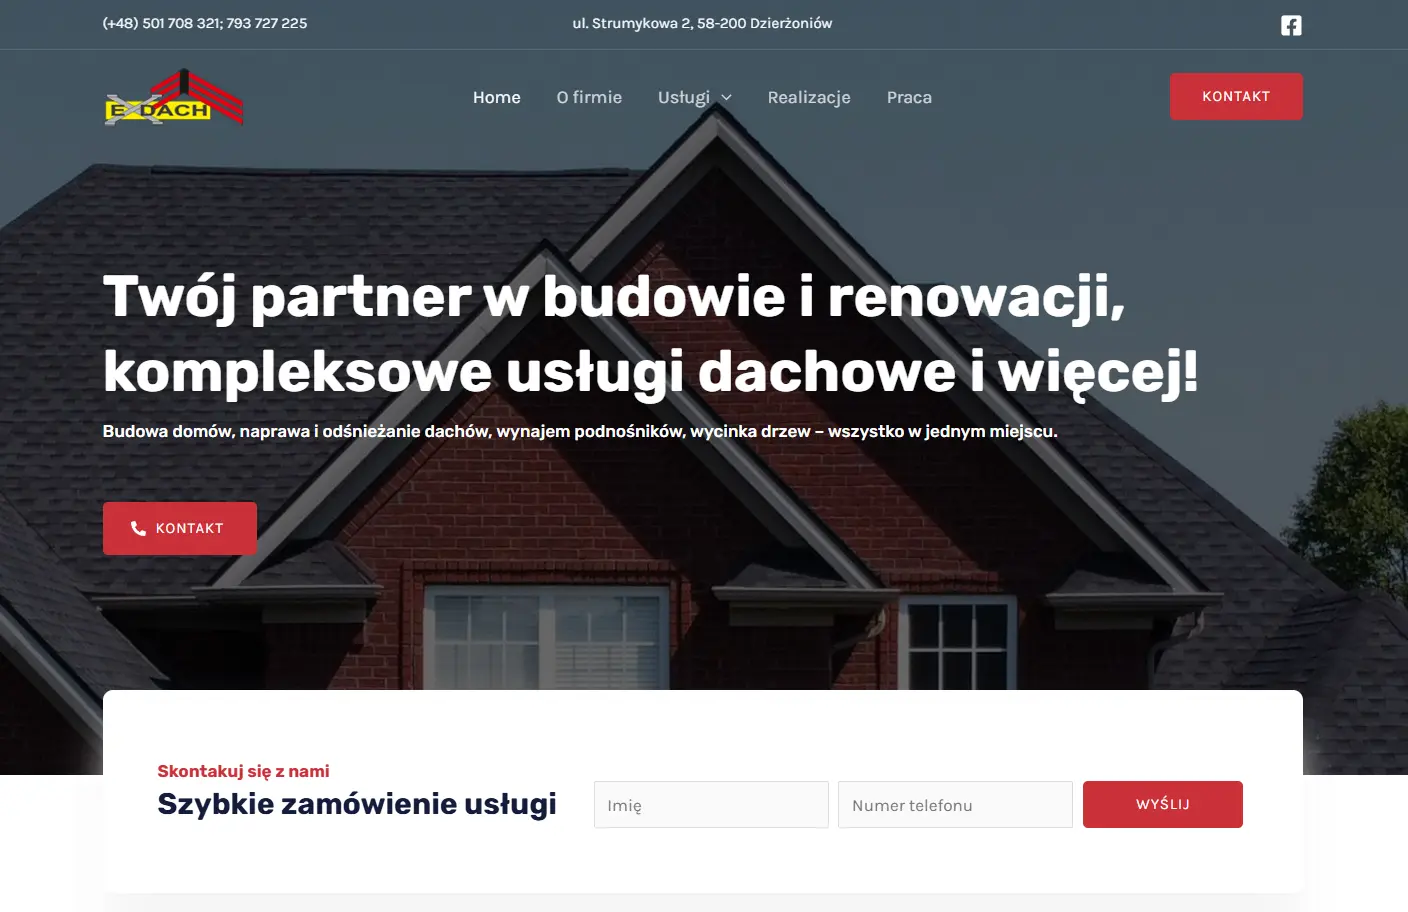 (+48) 501 708 321; 793 727 225
ul. Strumykowa 2, 58-200 Dzierżoniów
EXDACH
Home
O firmie
Usługi
Realizacje
Praca
KONTAKT
Twój partner w budowie i renowacji,
kompleksowe usługi dachowe i więcej!
Budowa domów, naprawa i odśnieżanie dachów, wynajem podnośników, wycinka drzew – wszystko w jednym miejscu.
KONTAKT
Skontakuj się z nami
Szybkie zamówienie usługi
Imię
Numer telefonu
WYŚLIJ